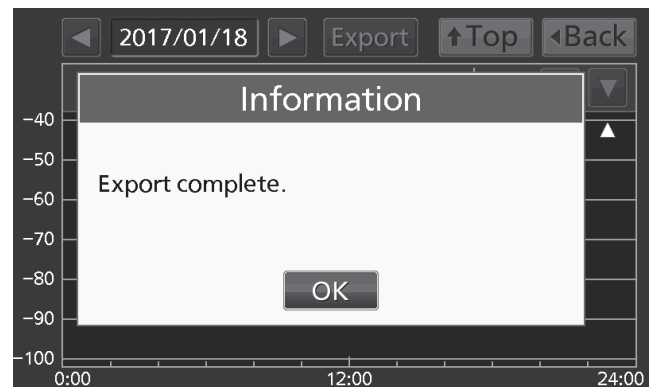 ◀ 2017/01/18 ▶ Export ↑Top ◀Back
Information
Export complete.
OK
−40
−50
−60
−70
−80
−90
−100
0:00 12:00 24:00